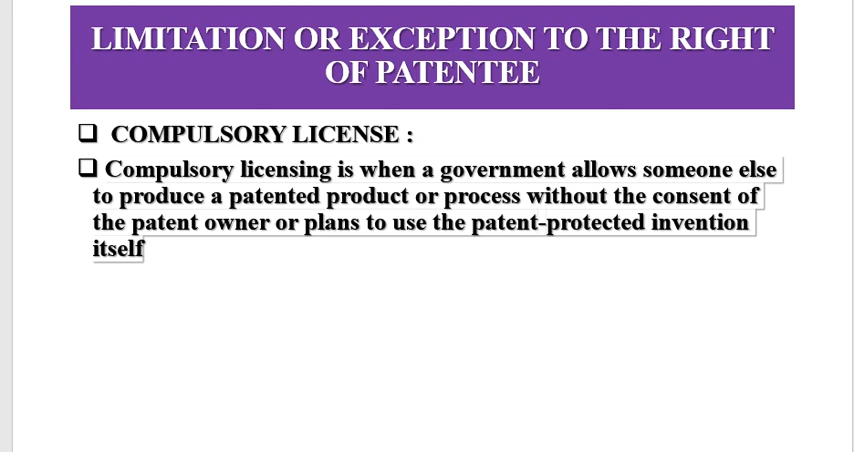 LIMITATION OR EXCEPTION TO THE RIGHT
OF PATENTEE
❑ COMPULSORY LICENSE :
❑ Compulsory licensing is when a government allows someone else
to produce a patented product or process without the consent of
the patent owner or plans to use the patent-protected invention
itself